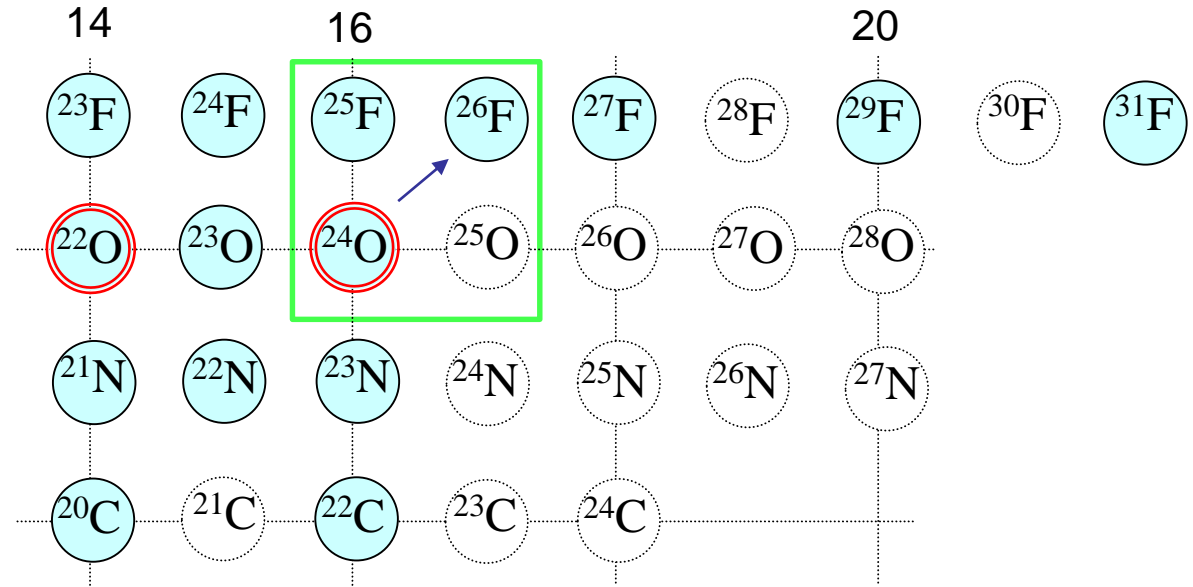 14 16 20
²³F ²⁴F ²⁵F ²⁶F ²⁷F ²⁸F ²⁹F ³⁰F ³¹F
²²O ²³O ²⁴O ²⁵O ²⁶O ²⁷O ²⁸O
²¹N ²²N ²³N ²⁴N ²⁵N ²⁶N ²⁷N
²⁰C ²¹C ²²C ²³C ²⁴C